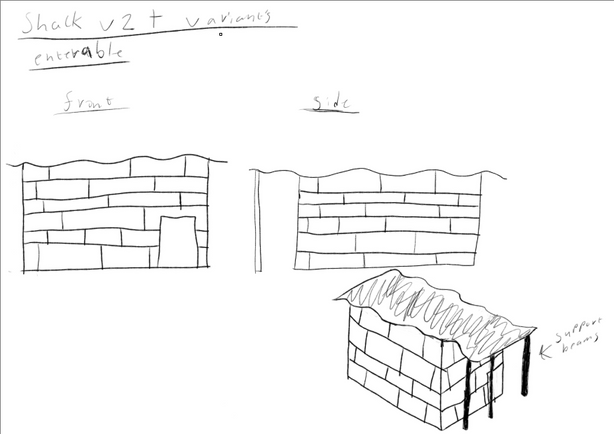 Shack v2 + variants
enterable
front
side
support
beams